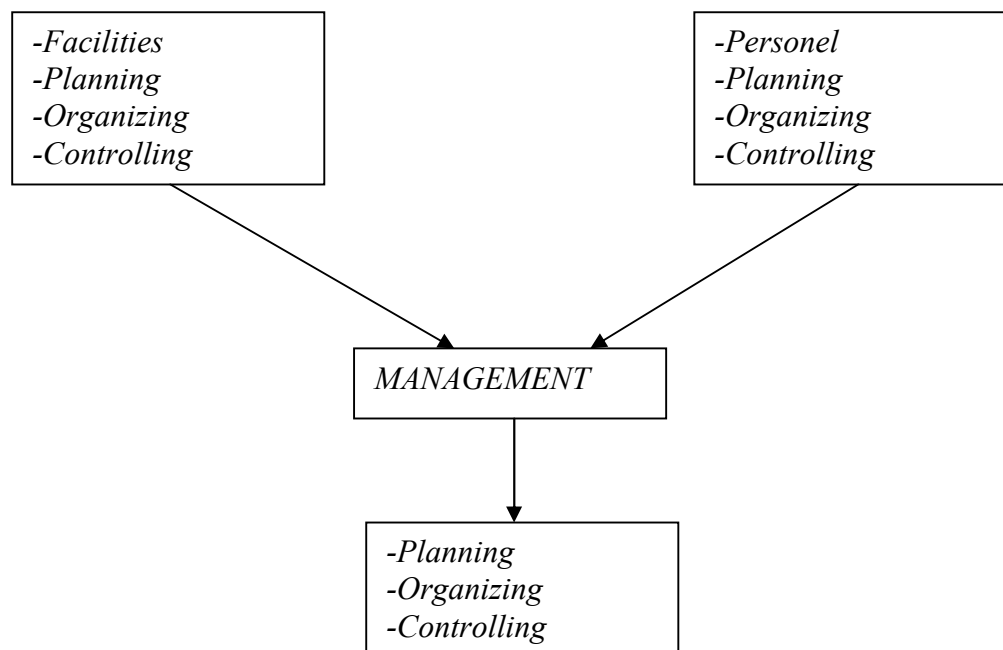 -Facilities
-Planning
-Organizing
-Controlling
-Personel
-Planning
-Organizing
-Controlling
MANAGEMENT
-Planning
-Organizing
-Controlling